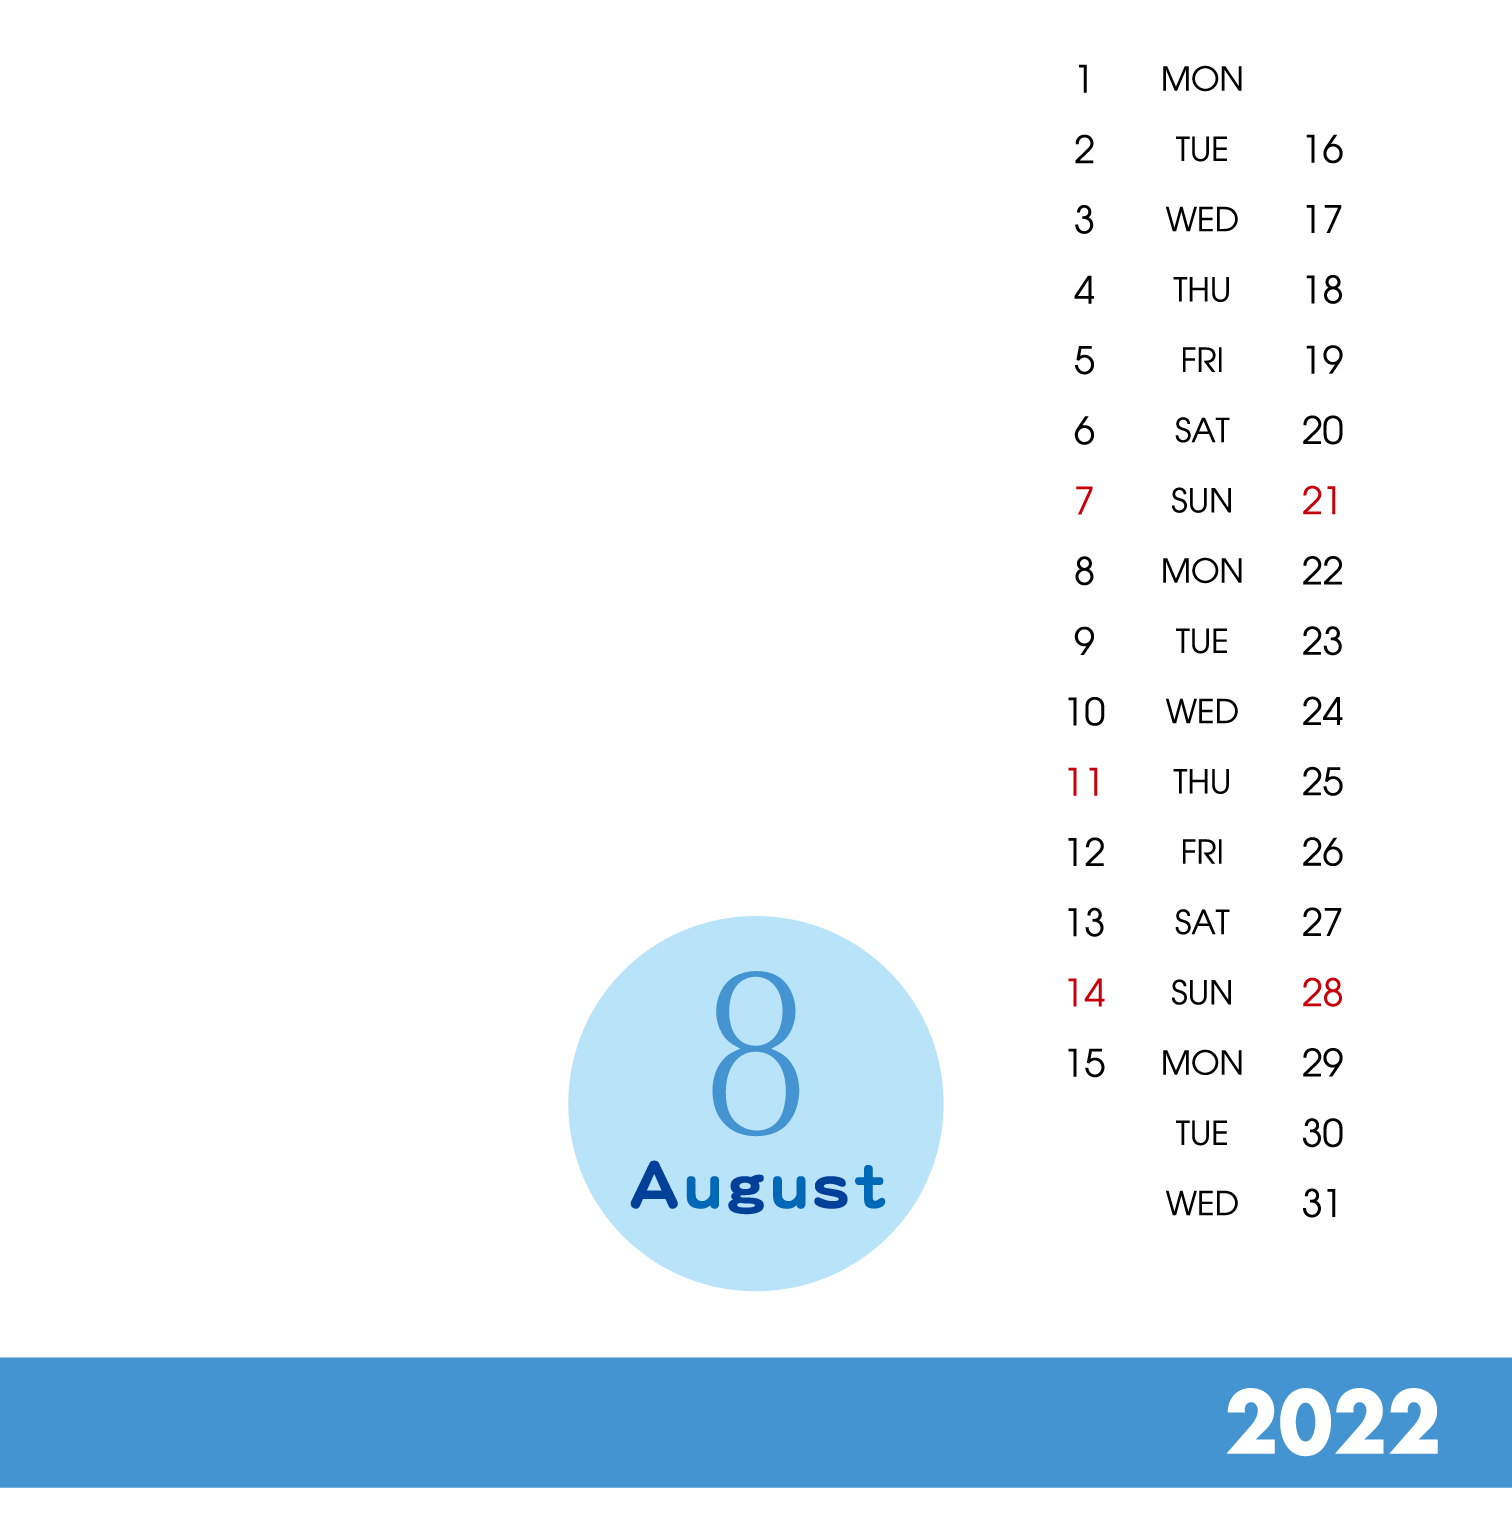 1 MON
2 TUE 16
3 WED 17
4 THU 18
5 FRI 19
6 SAT 20
7 SUN 21
8 MON 22
9 TUE 23
10 WED 24
11 THU 25
12 FRI 26
13 SAT 27
14 SUN 28
15 MON 29
TUE 30
WED 31
8
August
2022